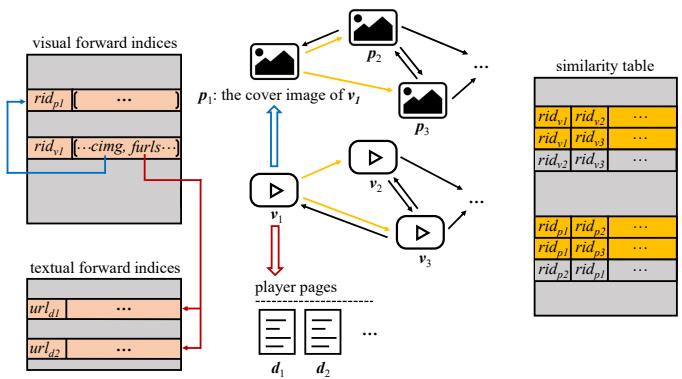 visual forward indices
rid_p1 [ ··· ]
rid_v1 [···cimg, furls···]
textual forward indices
url_d1 ···
url_d2 ···
p_2
···
p_1: the cover image of v_1
p_3
v_2
v_1
···
v_3
player pages
···
d_1 d_2
similarity table
rid_v1 rid_v2 ···
rid_v1 rid_v3 ···
rid_v2 rid_v3 ···
rid_p1 rid_p2 ···
rid_p1 rid_p3 ···
rid_p2 rid_p1 ···